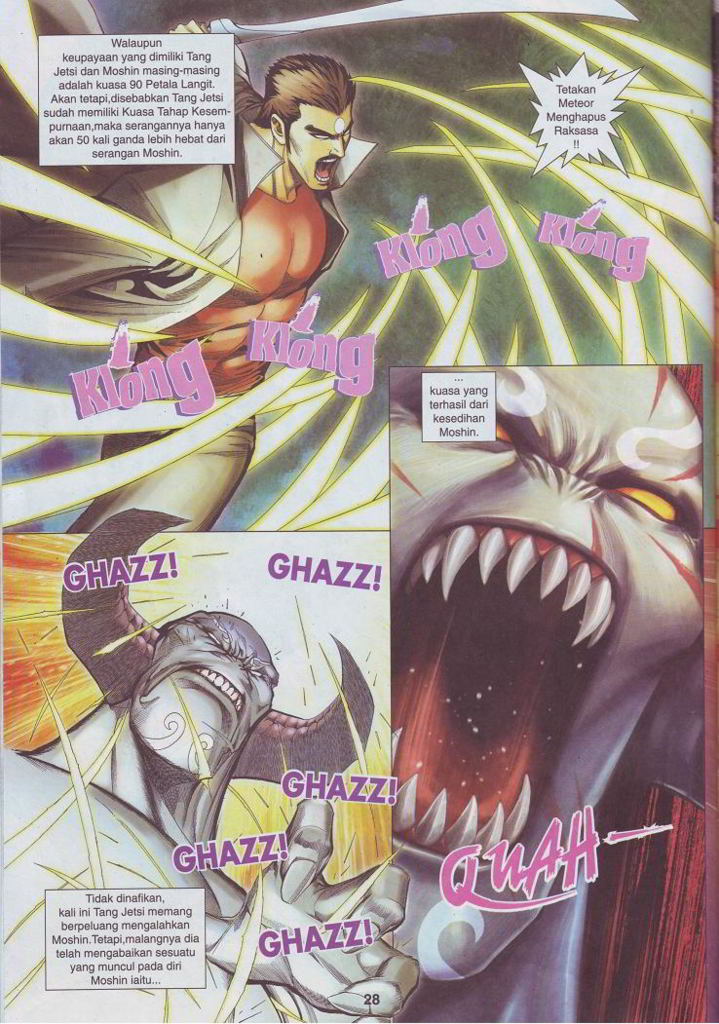 Walaupun
keupayaan yang dimiliki Tang
Jetsi dan Moshin masing-masing
adalah kuasa 90 Petala Langit.
Akan tetapi,disebabkan Tang Jetsi
sudah memiliki Kuasa Tahap Kesem-
purnaan,maka serangannya hanya
akan 50 kali ganda lebih hebat dari
serangan Moshin.
Tetakan
Meteor
Menghapus
Raksasa
!!
Klong
Klong
Klong
Klong
GHAZZ!
GHAZZ!
GHAZZ!
GHAZZ!
GHAZZ!
Tidak dinafikan,
kali ini Tang Jetsi memang
berpeluang mengalahkan
Moshin.Tetapi,malangnya dia
telah mengabaikan sesuatu
yang muncul pada diri
Moshin iaitu...
...
kuasa yang
terhasil dari
kesedihan
Moshin.
QUAH—
28